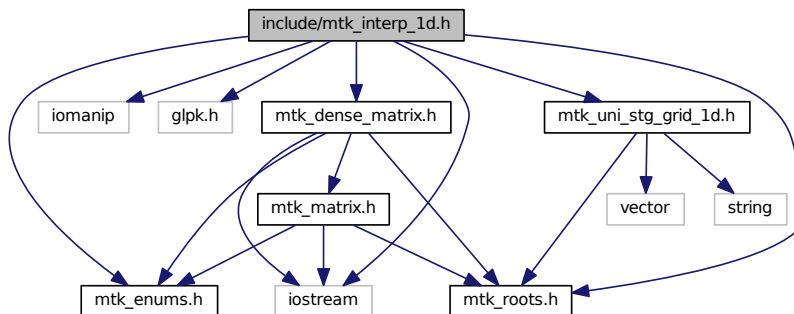 include/mtk_interp_1d.h
iomanip
glpk.h
mtk_dense_matrix.h
mtk_uni_stg_grid_1d.h
mtk_matrix.h
vector
string
mtk_enums.h
iostream
mtk_roots.h